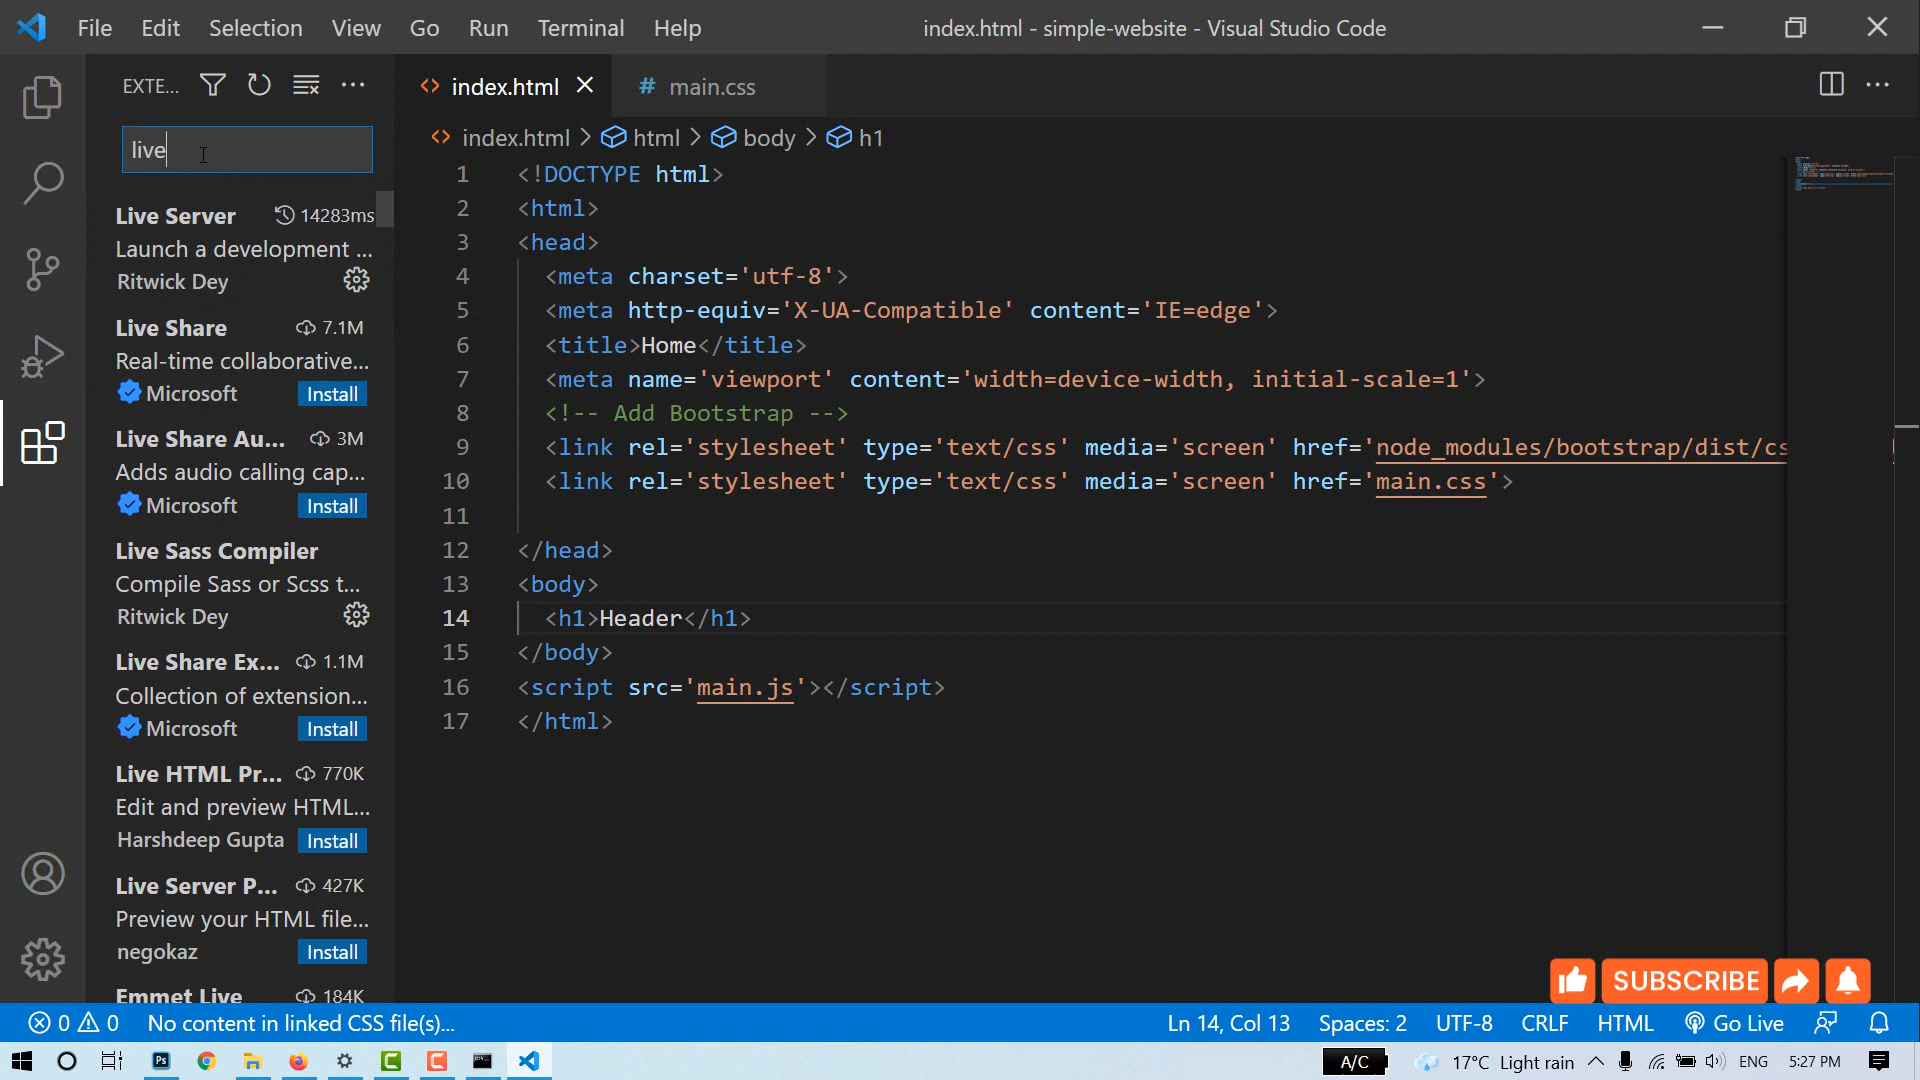 File Edit Selection View Go Run Terminal Help
index.html - simple-website - Visual Studio Code
EXTE...
live
Live Server 14283ms
Launch a development ...
Ritwick Dey
Live Share 7.1M
Real-time collaborative...
Microsoft Install
Live Share Au... 3M
Adds audio calling cap...
Microsoft Install
Live Sass Compiler
Compile Sass or Scss t...
Ritwick Dey
Live Share Ex... 1.1M
Collection of extension...
Microsoft Install
Live HTML Pr... 770K
Edit and preview HTML...
Harshdeep Gupta Install
Live Server P... 427K
Preview your HTML file...
negokaz Install
Emmet Live 184K
index.html # main.css
index.html > html > body > h1
1 <!DOCTYPE html>
2 <html>
3 <head>
4 <meta charset='utf-8'>
5 <meta http-equiv='X-UA-Compatible' content='IE=edge'>
6 <title>Home</title>
7 <meta name='viewport' content='width=device-width, initial-scale=1'>
8 <!-- Add Bootstrap -->
9 <link rel='stylesheet' type='text/css' media='screen' href='node_modules/bootstrap/dist/cs
10 <link rel='stylesheet' type='text/css' media='screen' href='main.css'>
11
12 </head>
13 <body>
14 <h1>Header</h1>
15 </body>
16 <script src='main.js'></script>
17 </html>
SUBSCRIBE
0 0 No content in linked CSS file(s)... Ln 14, Col 13 Spaces: 2 UTF-8 CRLF HTML Go Live
Ps A/C 17°C Light rain ENG 5:27 PM